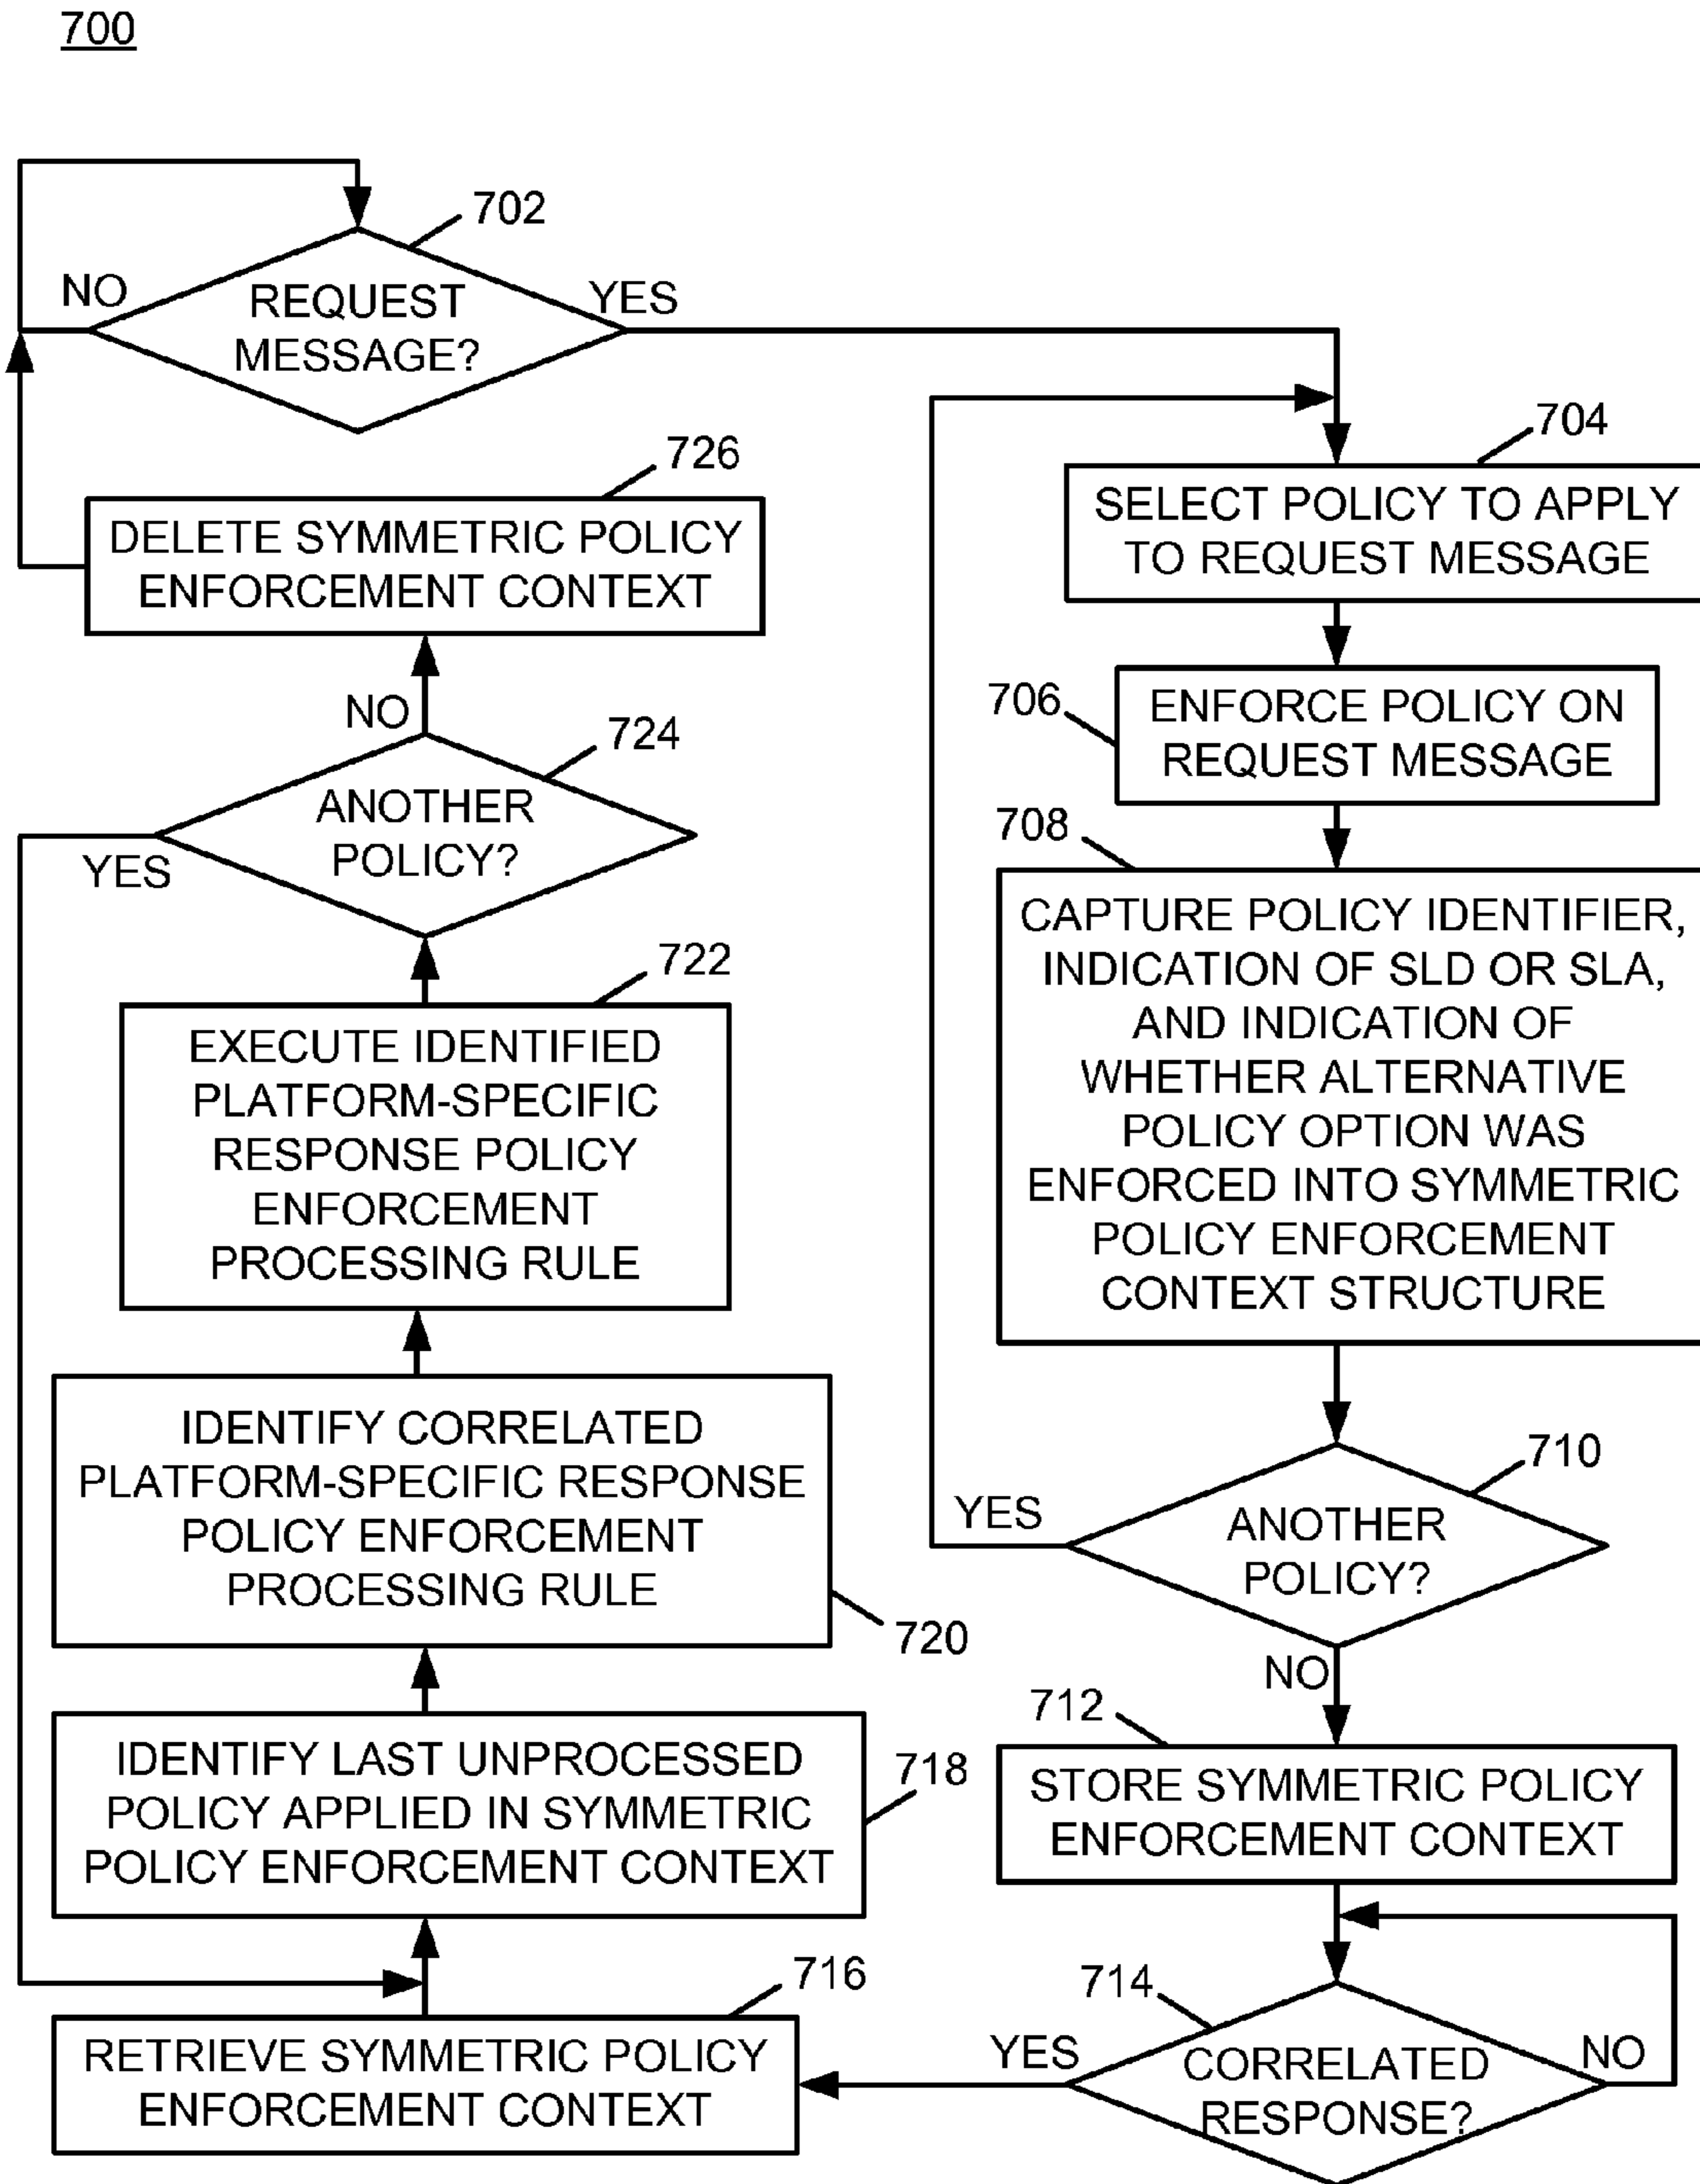 700
702
NO
REQUEST
MESSAGE?
YES
704
SELECT POLICY TO APPLY
TO REQUEST MESSAGE
706
ENFORCE POLICY ON
REQUEST MESSAGE
708
CAPTURE POLICY IDENTIFIER,
INDICATION OF SLD OR SLA,
AND INDICATION OF
WHETHER ALTERNATIVE
POLICY OPTION WAS
ENFORCED INTO SYMMETRIC
POLICY ENFORCEMENT
CONTEXT STRUCTURE
710
YES
ANOTHER
POLICY?
NO
712
STORE SYMMETRIC POLICY
ENFORCEMENT CONTEXT
714
YES
CORRELATED
RESPONSE?
NO
716
RETRIEVE SYMMETRIC POLICY
ENFORCEMENT CONTEXT
718
IDENTIFY LAST UNPROCESSED
POLICY APPLIED IN SYMMETRIC
POLICY ENFORCEMENT CONTEXT
720
IDENTIFY CORRELATED
PLATFORM-SPECIFIC RESPONSE
POLICY ENFORCEMENT
PROCESSING RULE
722
EXECUTE IDENTIFIED
PLATFORM-SPECIFIC
RESPONSE POLICY
ENFORCEMENT
PROCESSING RULE
724
ANOTHER
POLICY?
YES
NO
726
DELETE SYMMETRIC POLICY
ENFORCEMENT CONTEXT